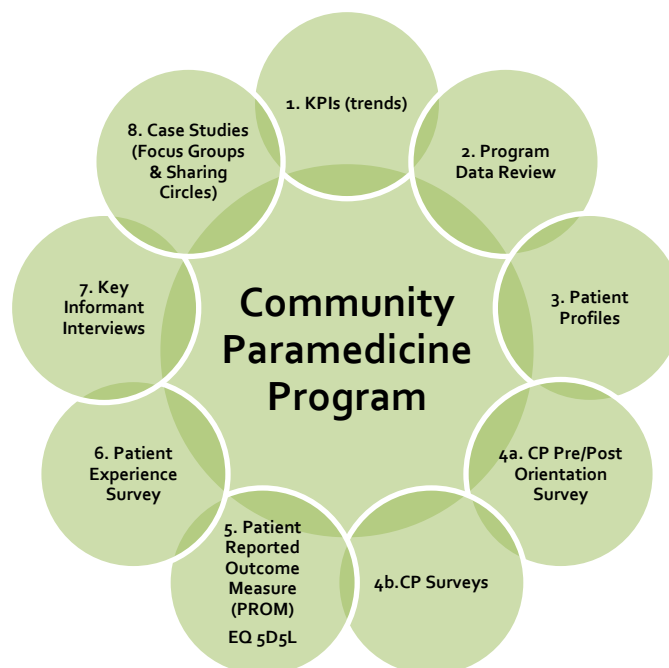 1. KPIs (trends)
8. Case Studies
(Focus Groups
& Sharing
Circles)
2. Program
Data Review
7. Key
Informant
Interviews
Community
Paramedicine
Program
3. Patient
Profiles
6. Patient
Experience
Survey
4a. CP Pre/Post
Orientation
Survey
5. Patient
Reported
Outcome
Measure
(PROM)
EQ 5D5L
4b.CP Surveys